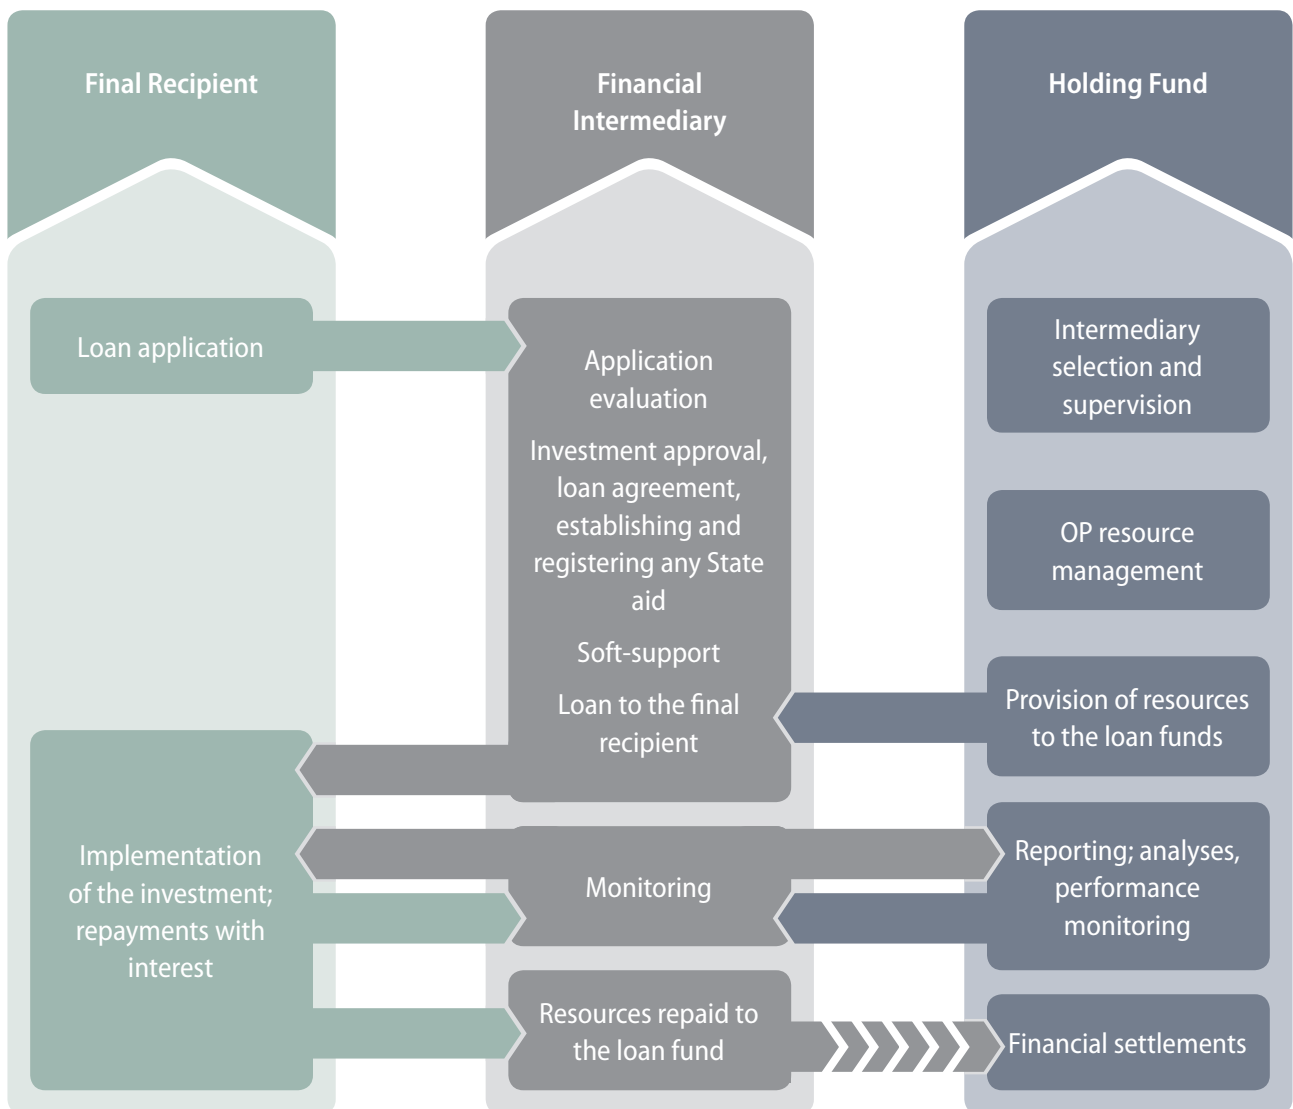 Final Recipient
Loan application
Implementation
of the investment;
repayments with
interest
Financial
Intermediary
Application
evaluation
Investment approval,
loan agreement,
establishing and
registering any State
aid
Soft-support
Loan to the final
recipient
Monitoring
Resources repaid to
the loan fund
Holding Fund
Intermediary
selection and
supervision
OP resource
management
Provision of resources
to the loan funds
Reporting; analyses,
performance
monitoring
Financial settlements